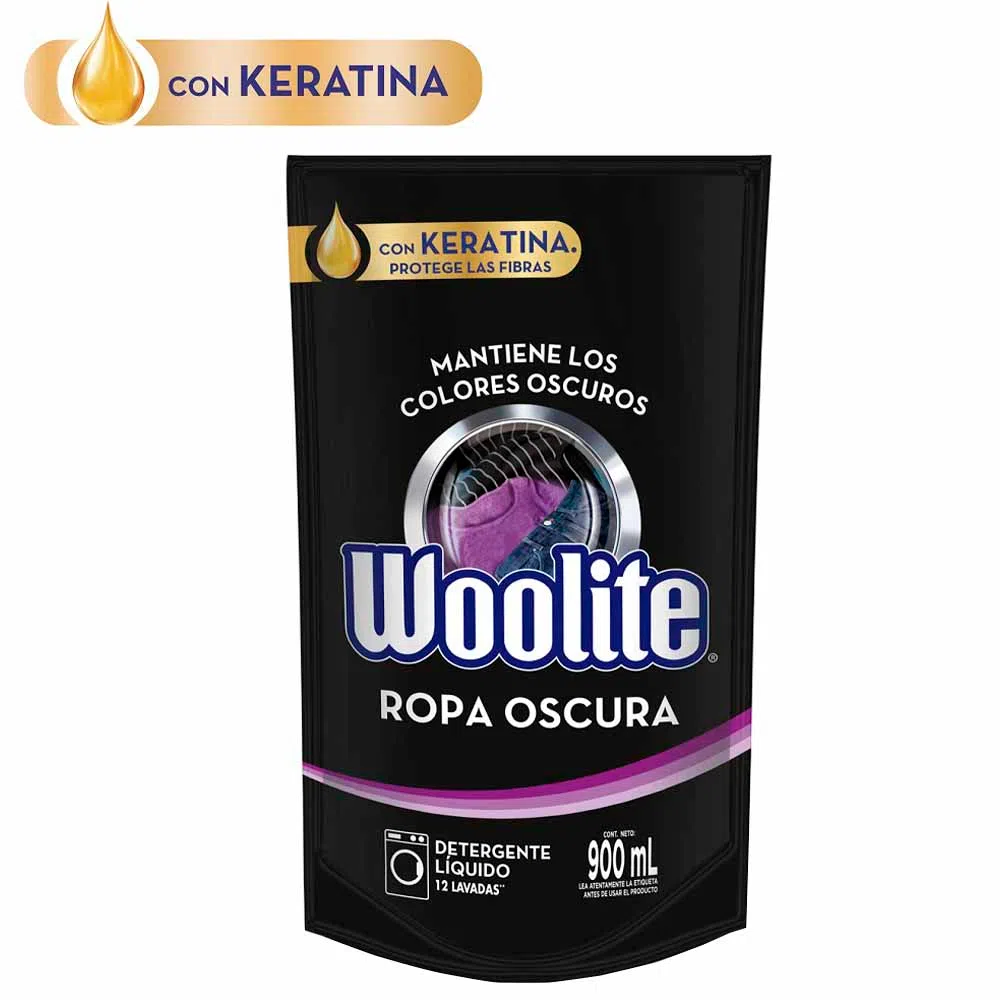 CON KERATINA
CON KERATINA.
PROTEGE LAS FIBRAS
MANTIENE LOS
COLORES OSCUROS
Woolite®
ROPA OSCURA
DETERGENTE
LÍQUIDO
12 LAVADAS**
CONT. NETO:
900 mL
LEA ATENTAMENTE LA ETIQUETA
ANTES DE USAR EL PRODUCTO